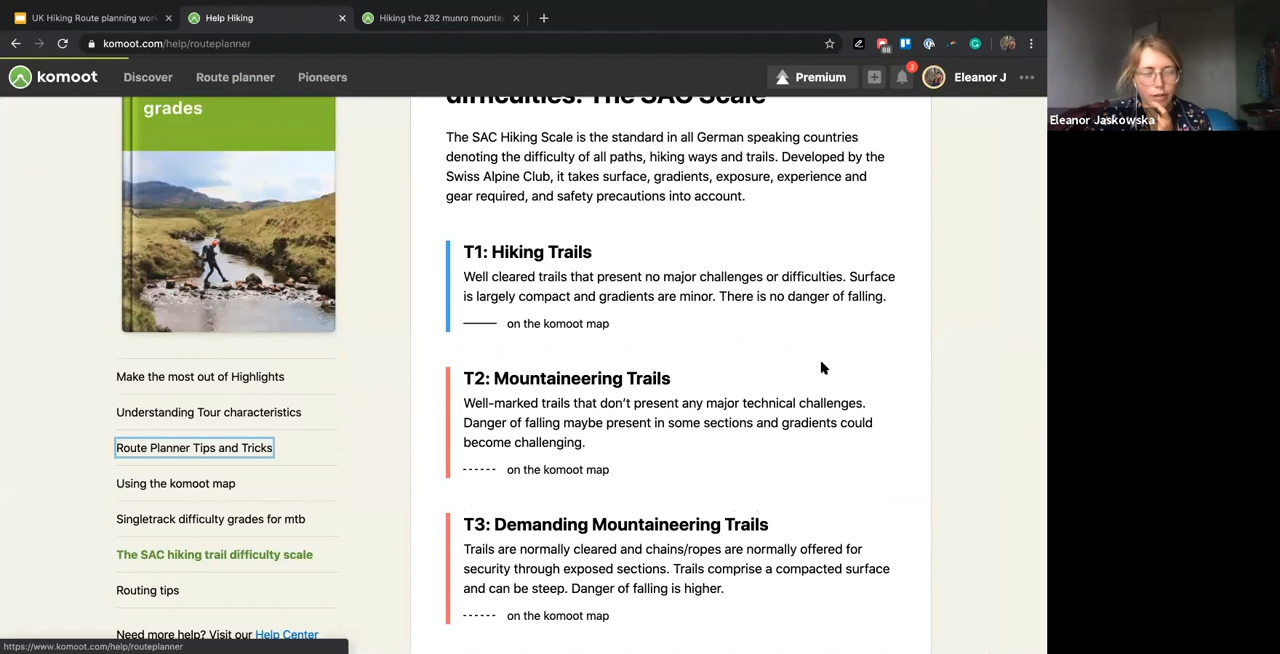 UK Hiking Route planning wor
Help Hiking
Hiking the 282 munro mounta
komoot.com/help/routeplanner
88
komoot
Discover
Route planner
Pioneers
Premium
2
Eleanor J
Eleanor Jaskowska
grades
difficulties: The SAC Scale
The SAC Hiking Scale is the standard in all German speaking countries
denoting the difficulty of all paths, hiking ways and trails. Developed by the
Swiss Alpine Club, it takes surface, gradients, exposure, experience and
gear required, and safety precautions into account.
T1: Hiking Trails
Well cleared trails that present no major challenges or difficulties. Surface
is largely compact and gradients are minor. There is no danger of falling.
on the komoot map
T2: Mountaineering Trails
Well-marked trails that don't present any major technical challenges.
Danger of falling maybe present in some sections and gradients could
become challenging.
on the komoot map
T3: Demanding Mountaineering Trails
Trails are normally cleared and chains/ropes are normally offered for
security through exposed sections. Trails comprise a compacted surface
and can be steep. Danger of falling is higher.
on the komoot map
Make the most out of Highlights
Understanding Tour characteristics
Route Planner Tips and Tricks
Using the komoot map
Singletrack difficulty grades for mtb
The SAC hiking trail difficulty scale
Routing tips
Need more help? Visit our Help Center
https://www.komoot.com/help/routeplanner